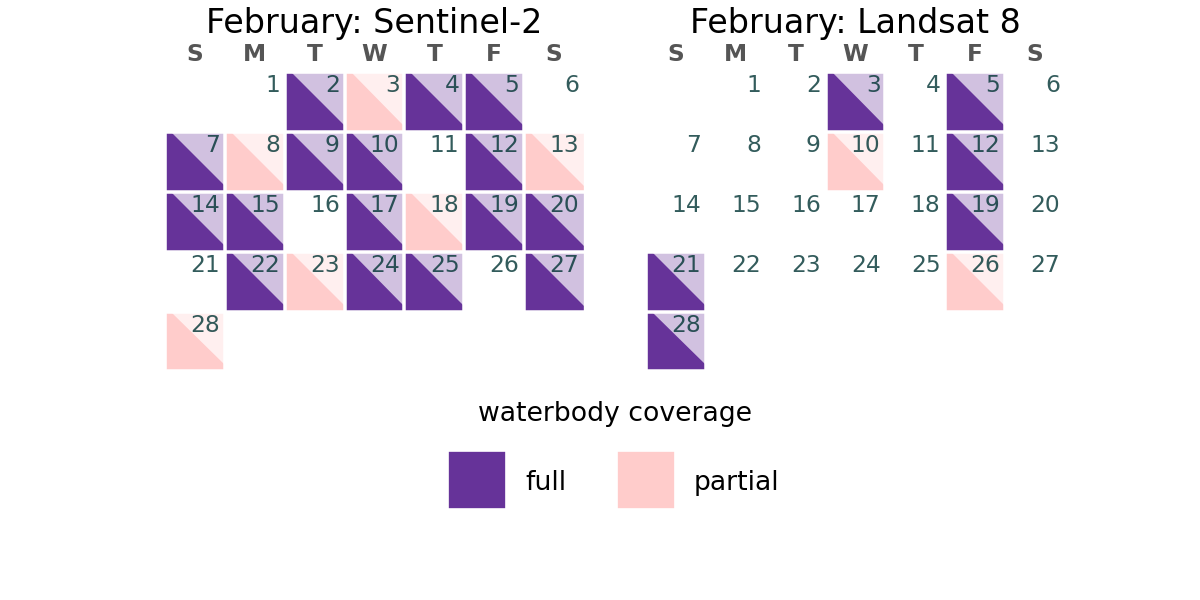 February: Sentinel-2
S M T W T F S
1 2 3 4 5 6
7 8 9 10 11 12 13
14 15 16 17 18 19 20
21 22 23 24 25 26 27
28
February: Landsat 8
S M T W T F S
1 2 3 4 5 6
7 8 9 10 11 12 13
14 15 16 17 18 19 20
21 22 23 24 25 26 27
28
waterbody coverage
full partial